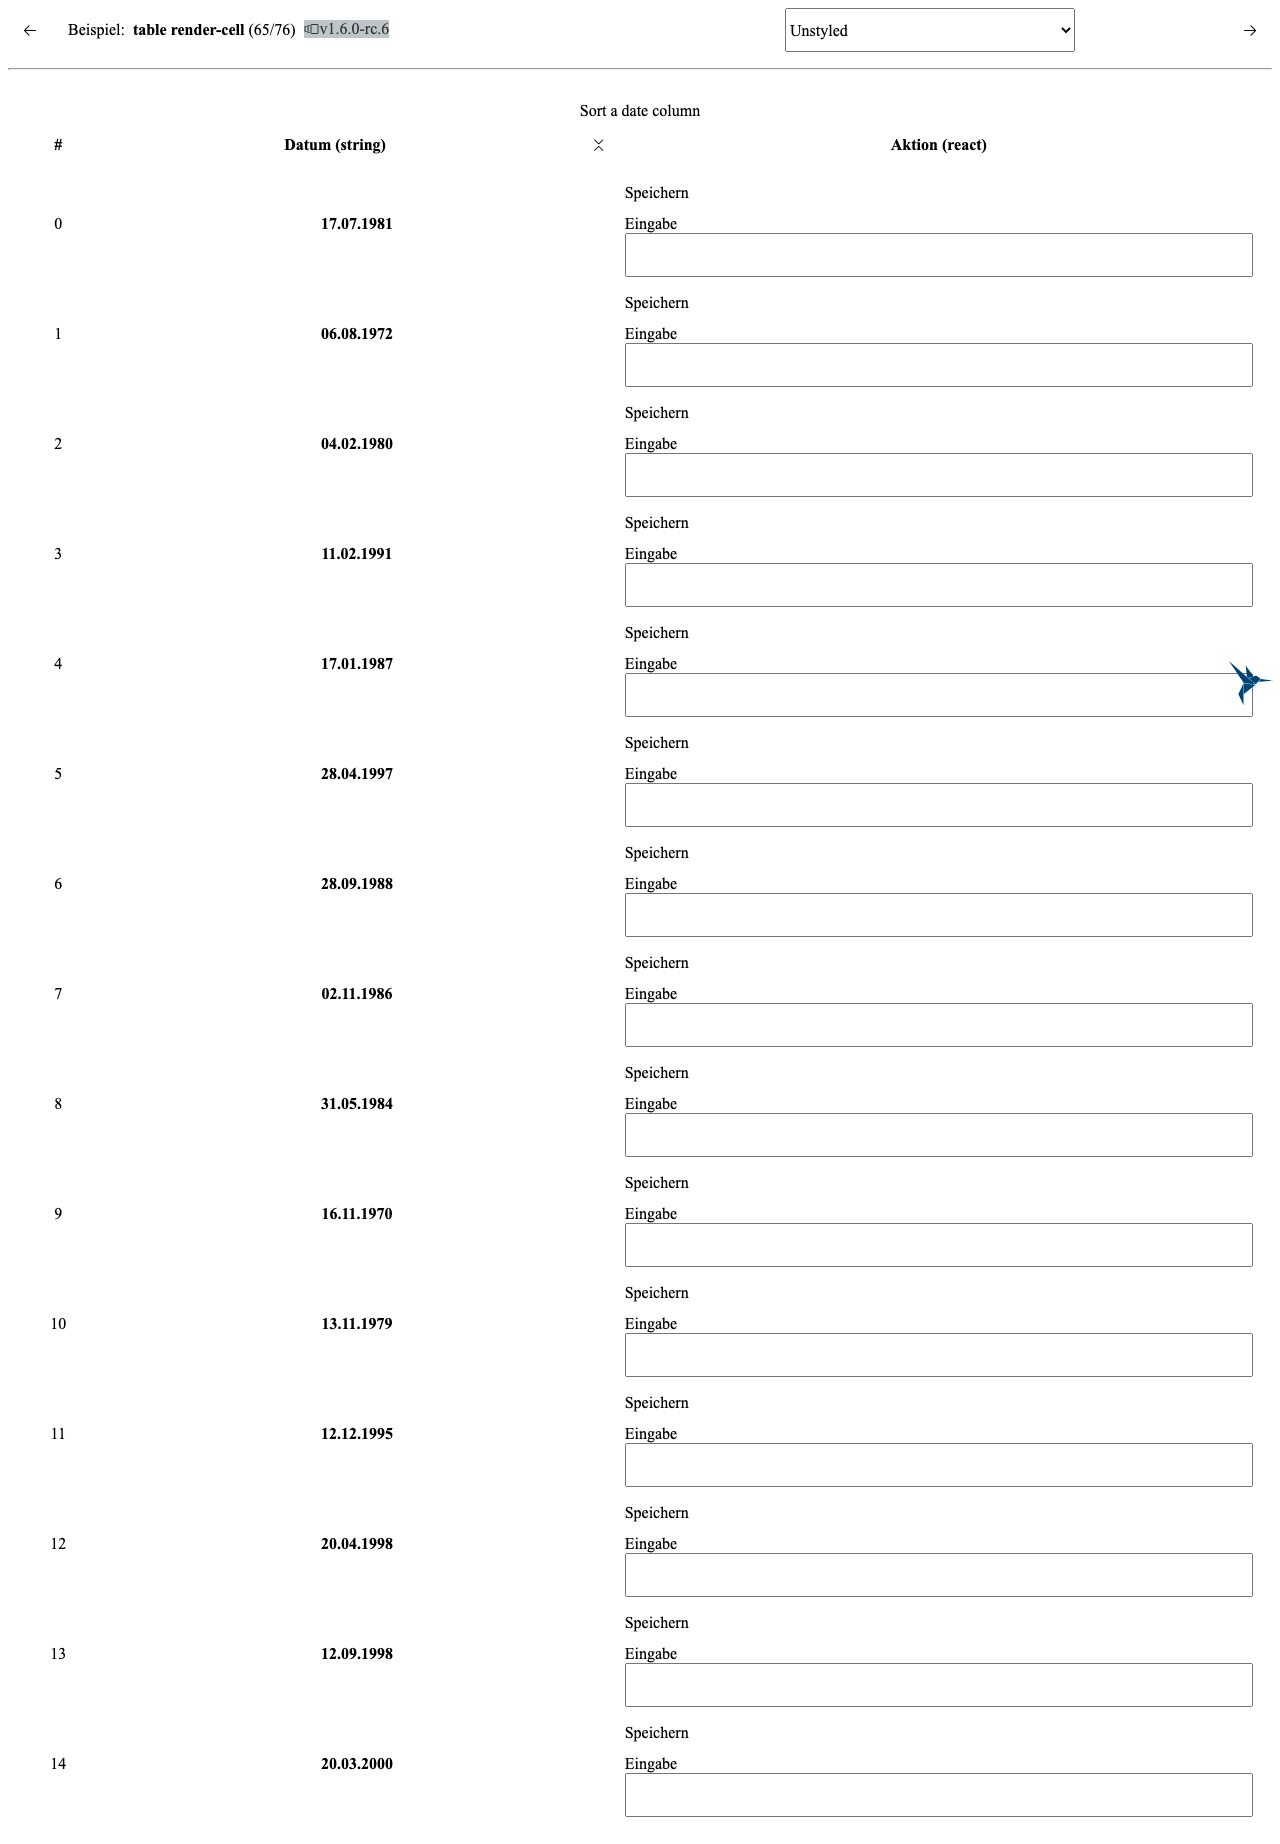 Beispiel: table render-cell (65/76) v1.6.0-rc.6 Unstyled
Sort a date column
# Datum (string) Aktion (react)
Speichern
0 17.07.1981 Eingabe
Speichern
1 06.08.1972 Eingabe
Speichern
2 04.02.1980 Eingabe
Speichern
3 11.02.1991 Eingabe
Speichern
4 17.01.1987 Eingabe
Speichern
5 28.04.1997 Eingabe
Speichern
6 28.09.1988 Eingabe
Speichern
7 02.11.1986 Eingabe
Speichern
8 31.05.1984 Eingabe
Speichern
9 16.11.1970 Eingabe
Speichern
10 13.11.1979 Eingabe
Speichern
11 12.12.1995 Eingabe
Speichern
12 20.04.1998 Eingabe
Speichern
13 12.09.1998 Eingabe
Speichern
14 20.03.2000 Eingabe